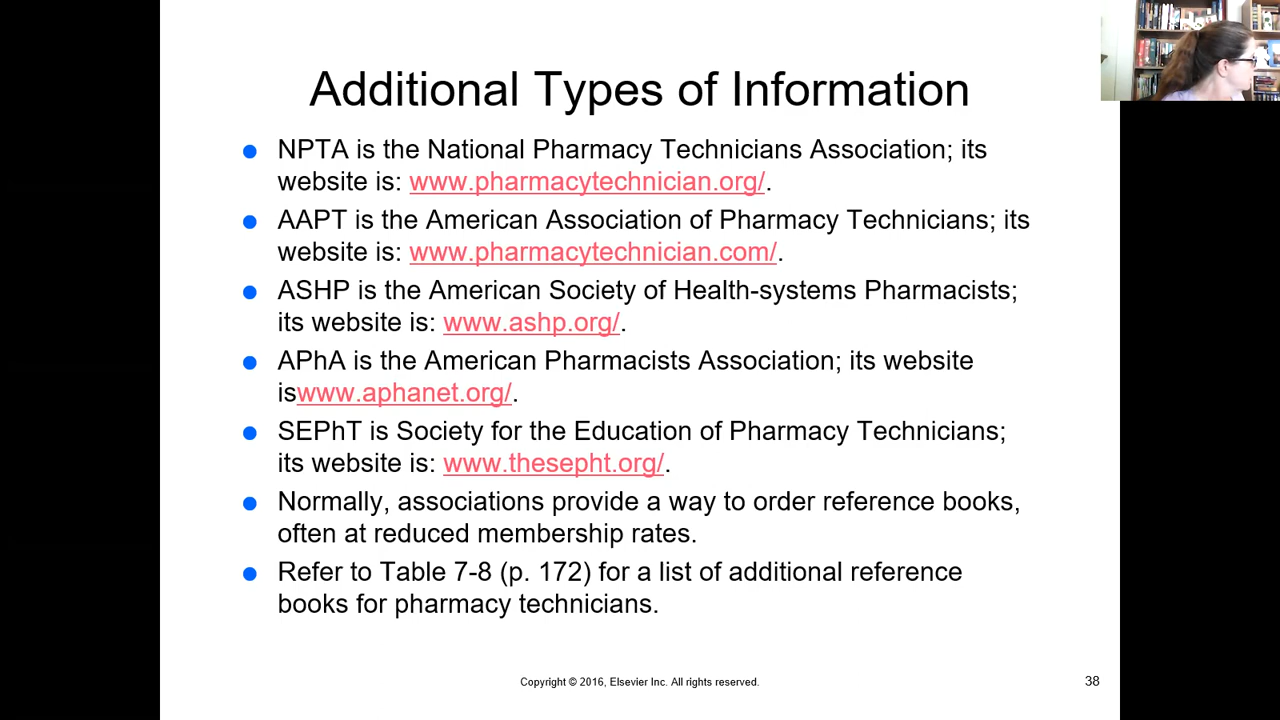 Additional Types of Information
NPTA is the National Pharmacy Technicians Association; its
website is: www.pharmacytechnician.org/.
AAPT is the American Association of Pharmacy Technicians; its
website is: www.pharmacytechnician.com/.
ASHP is the American Society of Health-systems Pharmacists;
its website is: www.ashp.org/.
APhA is the American Pharmacists Association; its website
iswww.aphanet.org/.
SEPhT is Society for the Education of Pharmacy Technicians;
its website is: www.thesepht.org/.
Normally, associations provide a way to order reference books,
often at reduced membership rates.
Refer to Table 7-8 (p. 172) for a list of additional reference
books for pharmacy technicians.
Copyright © 2016, Elsevier Inc. All rights reserved.
38